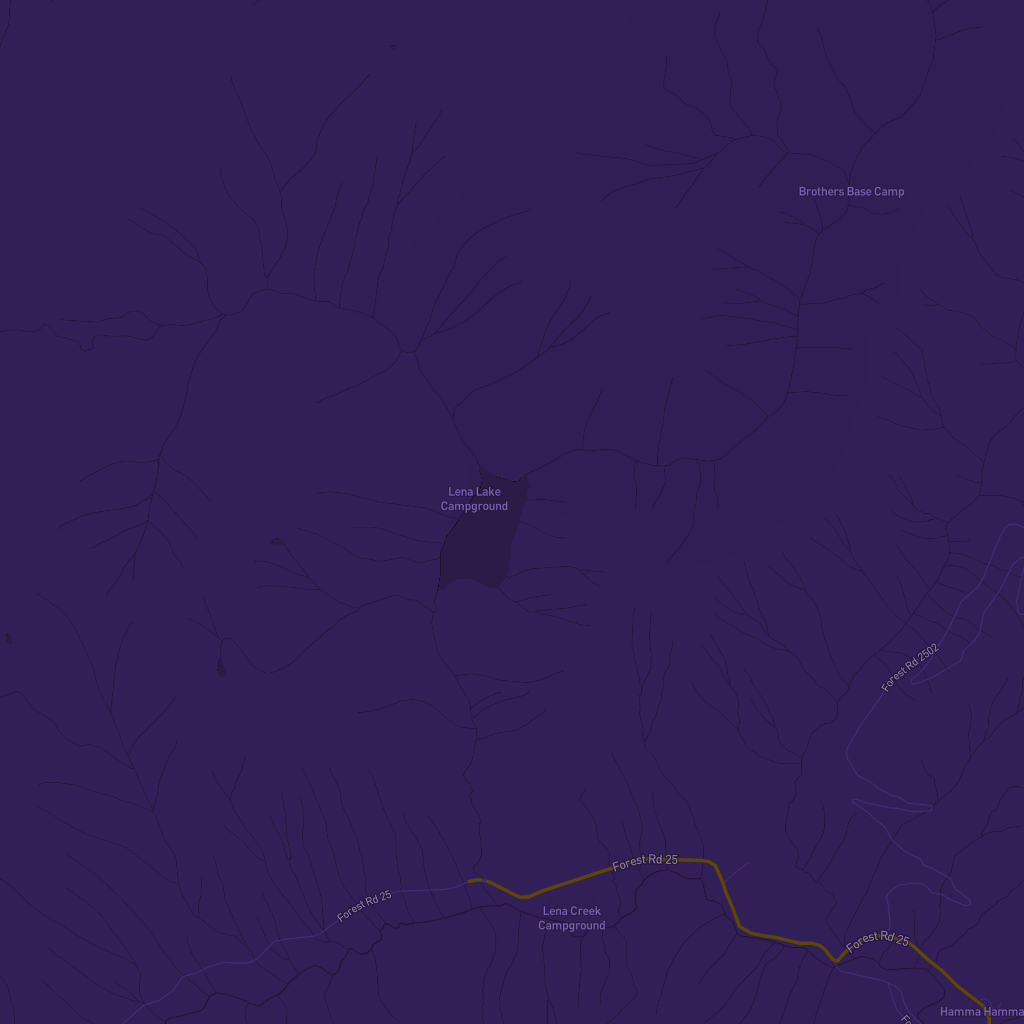 Brothers Base Camp
Lena Lake
Campground
Forest Rd 2502
Forest Rd 25
Forest Rd 25
Lena Creek
Campground
Forest Rd 25
Hamma Hamma